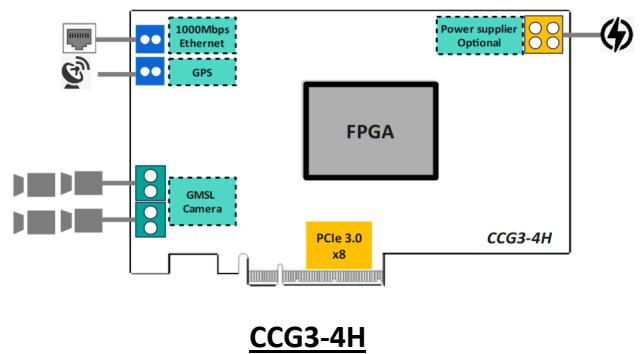 1000Mbps
Ethernet
GPS
Power supplier
Optional
FPGA
GMSL
Camera
PCIe 3.0
x8
CCG3-4H
CCG3-4H